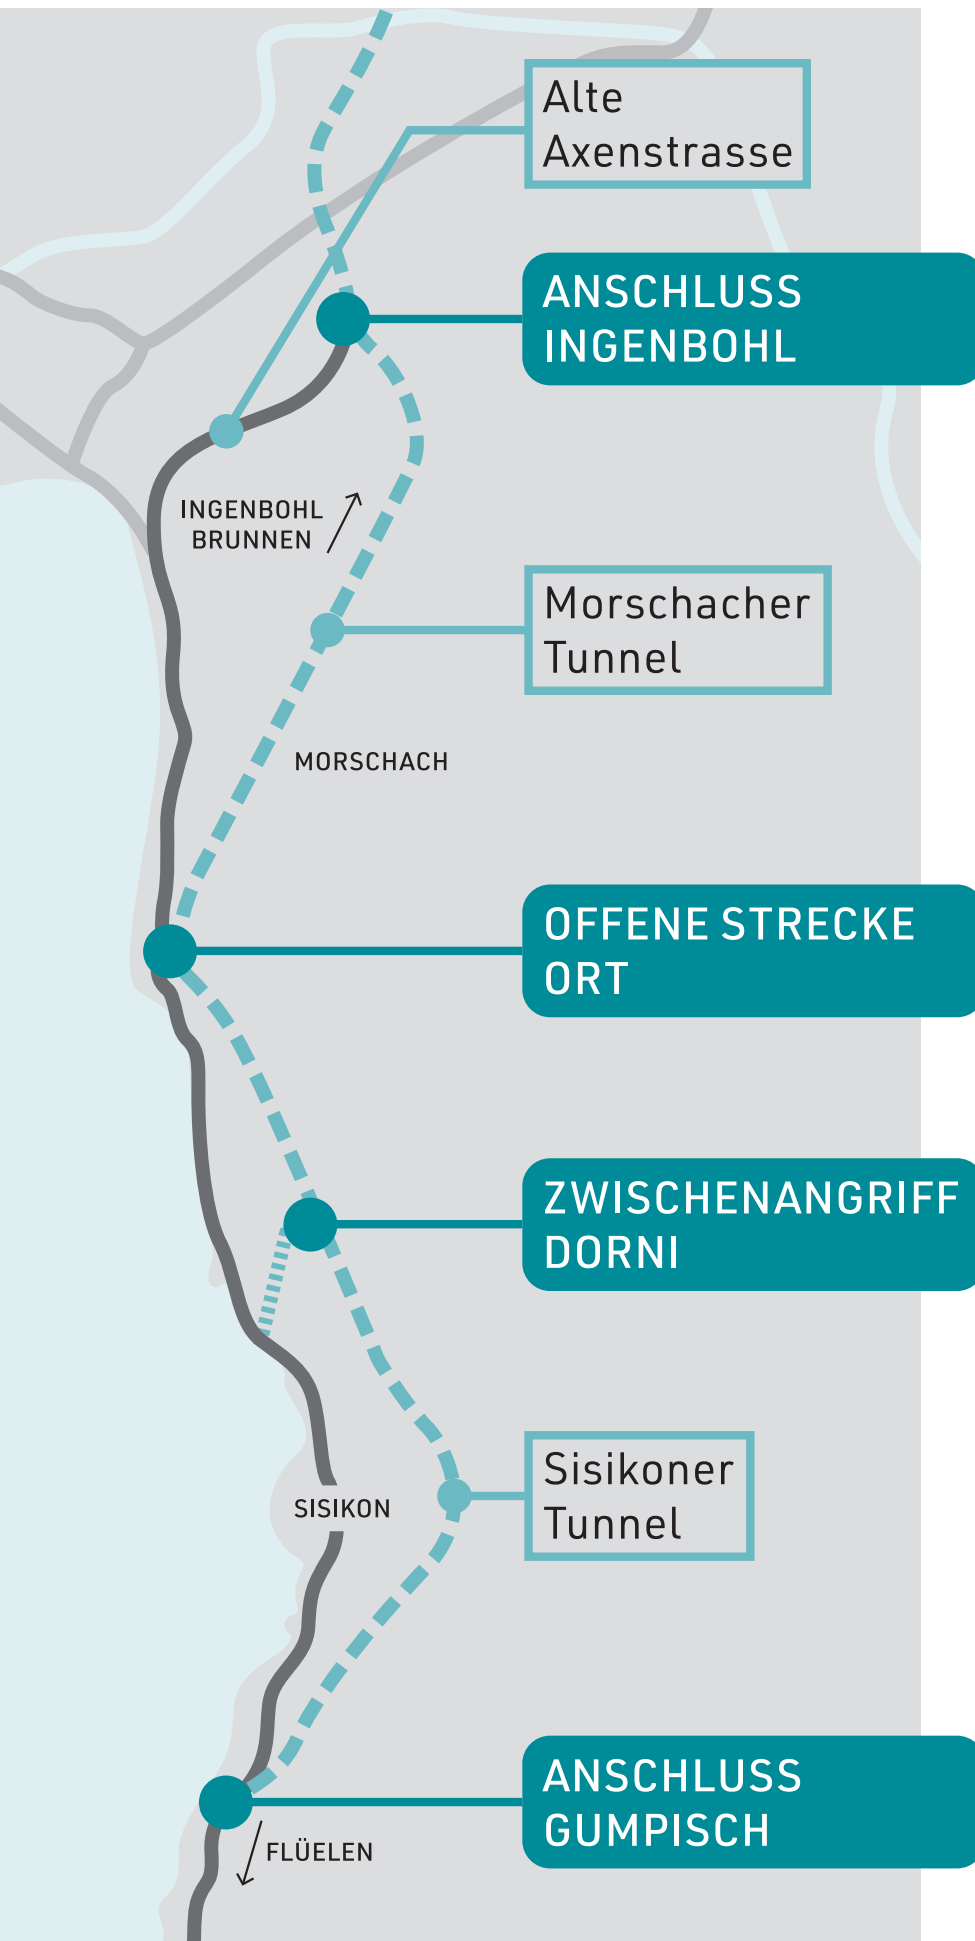 Alte
Axenstrasse
ANSCHLUSS
INGENBOHL
INGENBOHL
BRUNNEN
Morschacher
Tunnel
MORSCHACH
OFFENE STRECKE
ORT
ZWISCHENANGRIFF
DORNI
Sisikoner
Tunnel
SISIKON
ANSCHLUSS
GUMPISCH
FLÜELEN